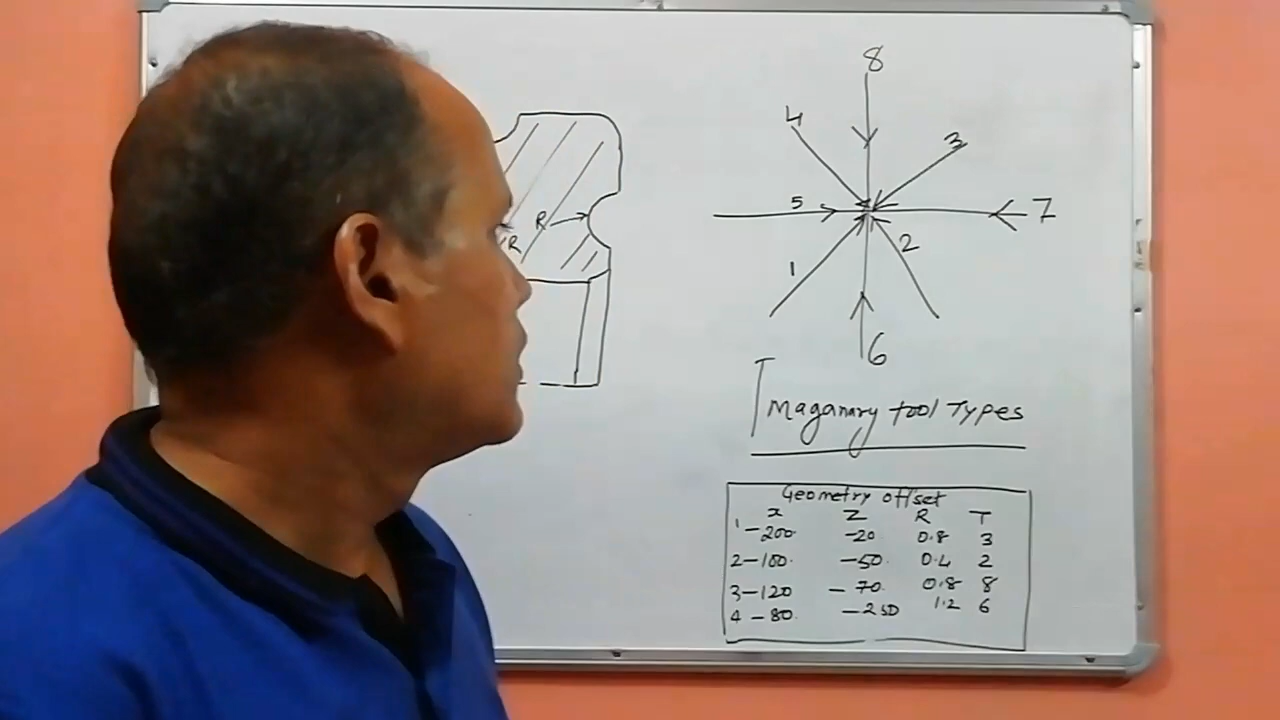 8
4
3
5
7
R
R
1
2
6
Imaganary tool Types
Geometry offset
x Z R T
1 -200. -20 0.8 3
2-100. -50. 0.4 2
3-120 -70. 0.8 8
4 -80. -250 1.2 6